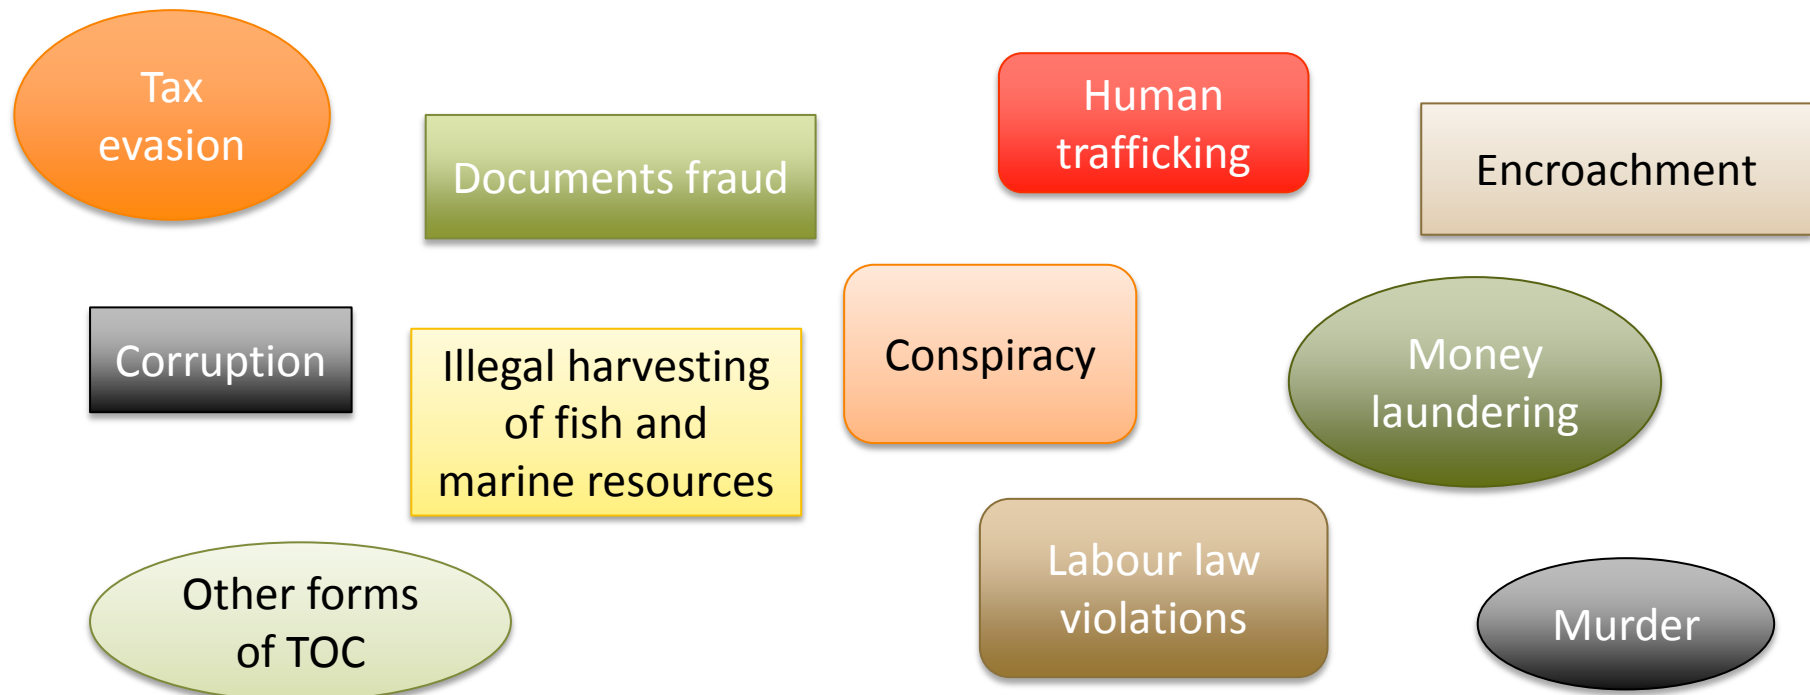 Tax
evasion
Documents fraud
Human
trafficking
Encroachment
Corruption
Illegal harvesting
of fish and
marine resources
Conspiracy
Money
laundering
Other forms
of TOC
Labour law
violations
Murder